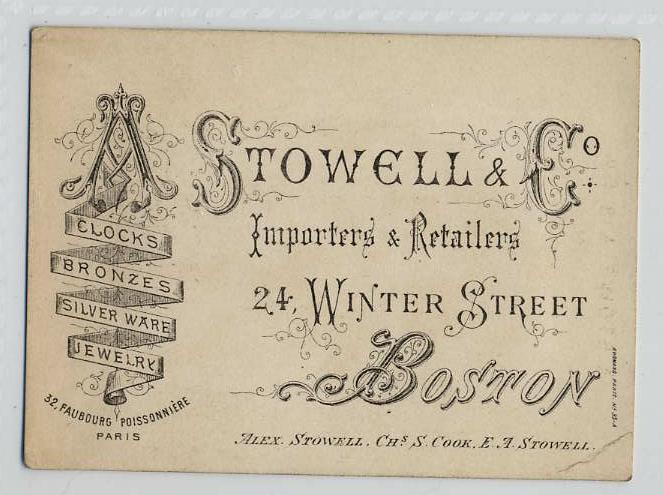 A. STOWELL & Co
Importers & Retailers
24, WINTER STREET
BOSTON
ALEX. STOWELL. CHs S. COOK. E. A. STOWELL.
CLOCKS
BRONZES
SILVER WARE
JEWELRY
32, FAUBOURG POISSONNIÈRE
PARIS